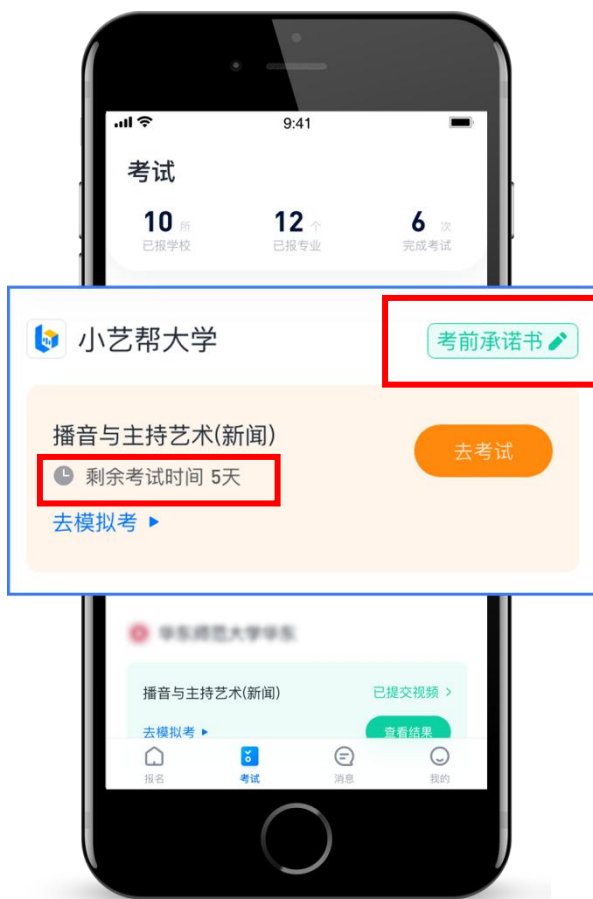 9:41
考试
10 所 12 个 6 次
已报学校 已报专业 完成考试
小艺帮大学 考前承诺书
播音与主持艺术(新闻)
去考试
剩余考试时间 5天
去模拟考
播音与主持艺术(新闻) 已提交视频
去模拟考 查看结果
报名 考试 消息 我的